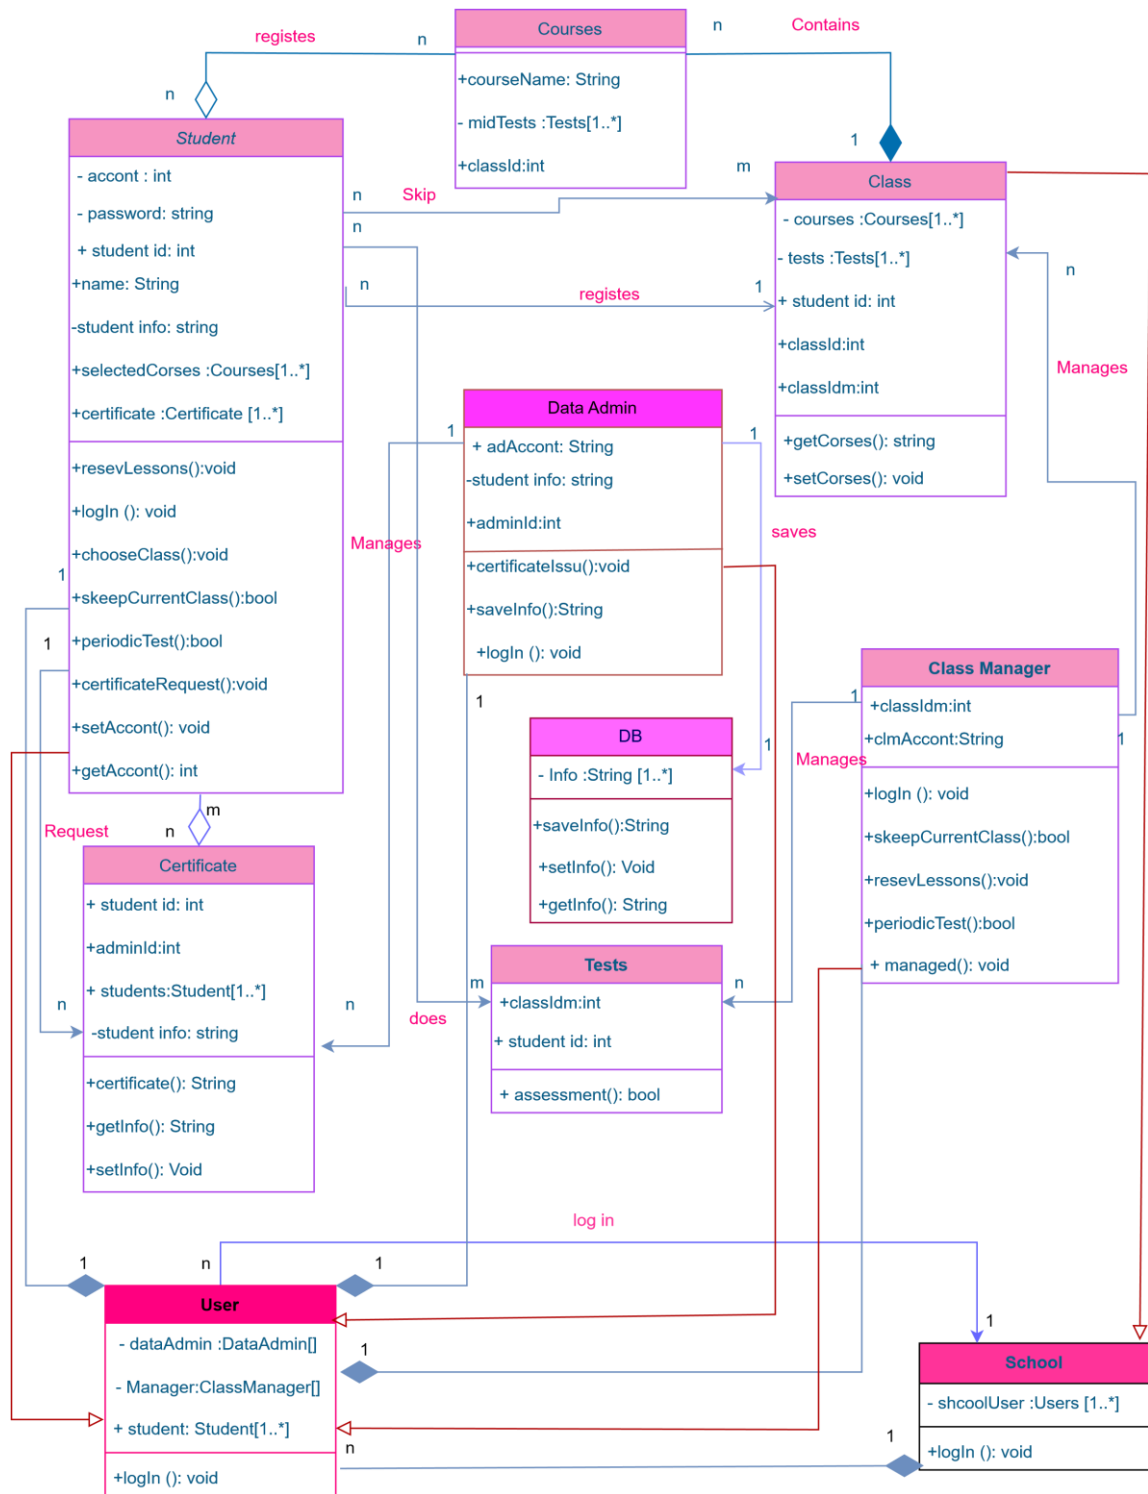 registes
n
Courses
n
Contains
+courseName: String
- midTests :Tests[1..*]
+classId:int
n
1
Student
- accont : int
- password: string
+ student id: int
+name: String
-student info: string
+selectedCorses :Courses[1..*]
+certificate :Certificate [1..*]
+resevLessons():void
+logIn (): void
+chooseClass():void
+skeepCurrentClass():bool
+periodicTest():bool
+certificateRequest():void
+setAccont(): void
+getAccont(): int
n
Skip
m
n
n
registes
1
Class
- courses :Courses[1..*]
- tests :Tests[1..*]
+ student id: int
+classId:int
+classIdm:int
+getCorses(): string
+setCorses(): void
n
Manages
1
Data Admin
1
+ adAccont: String
-student info: string
+adminId:int
+certificateIssu():void
+saveInfo():String
+logIn (): void
saves
Manages
1
1
1
DB
- Info :String [1..*]
+saveInfo():String
+setInfo(): Void
+getInfo(): String
1
Class Manager
+classIdm:int
+clmAccont:String
+logIn (): void
+skeepCurrentClass():bool
+resevLessons():void
+periodicTest():bool
+ managed(): void
1
1
Manages
m
n
Request
Certificate
+ student id: int
+adminId:int
+ students:Student[1..*]
-student info: string
+certificate(): String
+getInfo(): String
+setInfo(): Void
n
n
m
does
Tests
+classIdm:int
+ student id: int
+ assessment(): bool
n
log in
1
n
1
1
User
- dataAdmin :DataAdmin[]
- Manager:ClassManager[]
+ student: Student[1..*]
+logIn (): void
1
n
1
School
- shcoolUser :Users [1..*]
+logIn (): void
1